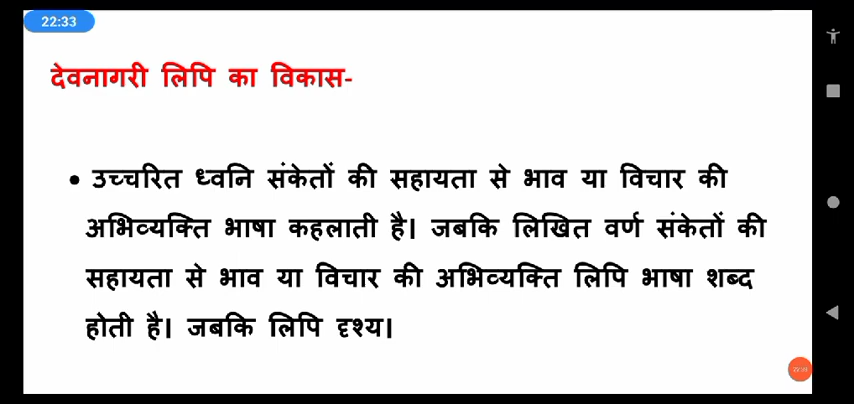 22:33
देवनागरी लिपि का विकास-
• उच्चरित ध्वनि संकेतों की सहायता से भाव या विचार की
अभिव्यक्ति भाषा कहलाती है। जबकि लिखित वर्ण संकेतों की
सहायता से भाव या विचार की अभिव्यक्ति लिपि भाषा शब्द
होती है। जबकि लिपि दृश्य।